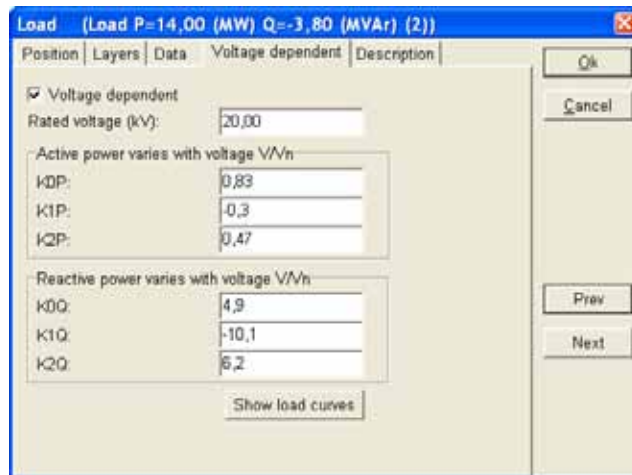 Load (Load P=14,00 (MW) Q=-3,80 (MVAr) (2))
Position Layers Data Voltage dependent Description
Ok
Voltage dependent
Cancel
Rated voltage (kV): 20,00
Active power varies with voltage V/Vn
K0P: 0,83
K1P: -0,3
K2P: 0,47
Reactive power varies with voltage V/Vn
K0Q: 4,9
Prev
K1Q: -10,1
Next
K2Q: 6,2
Show load curves